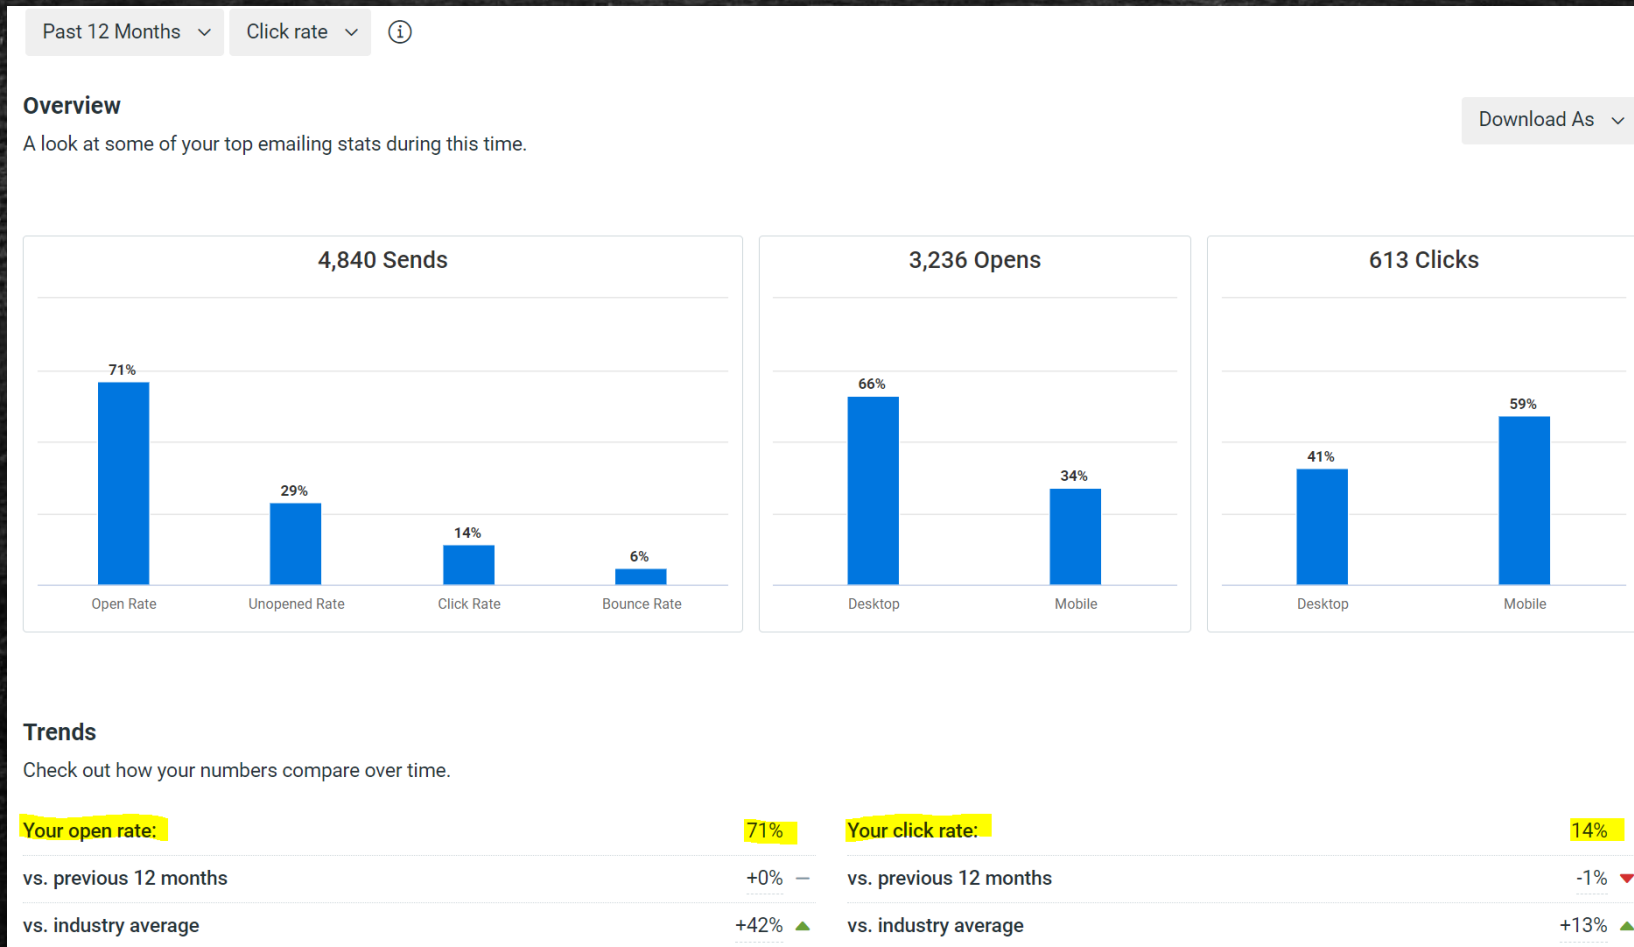 Past 12 Months Click rate
Overview
A look at some of your top emailing stats during this time.
Download As
4,840 Sends
71%
29%
14%
6%
Open Rate Unopened Rate Click Rate Bounce Rate
3,236 Opens
66%
34%
Desktop Mobile
613 Clicks
41%
59%
Desktop Mobile
Trends
Check out how your numbers compare over time.
Your open rate: 71%
vs. previous 12 months +0% –
vs. industry average +42%
Your click rate: 14%
vs. previous 12 months -1%
vs. industry average +13%